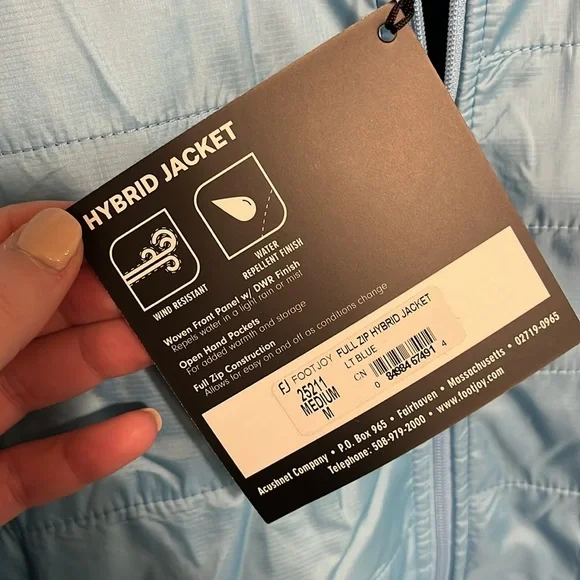 HYBRID JACKET
WIND RESISTANT
WATER
REPELLENT FINISH
Woven Front Panel w/ DWR Finish
Repels water in a light rain or mist
Open Hand Pockets
For added warmth and storage
Full Zip Construction
Allows for easy on and off as conditions change
FJ FOOTJOY FULL ZIP HYBRID JACKET
25211 LT BLUE
MEDIUM CN
M
0 84984 67491 4
Acushnet Company • P.O. Box 965 • Fairhaven • Massachusetts • 02719-0965
Telephone: 508-979-2000 • www.footjoy.com